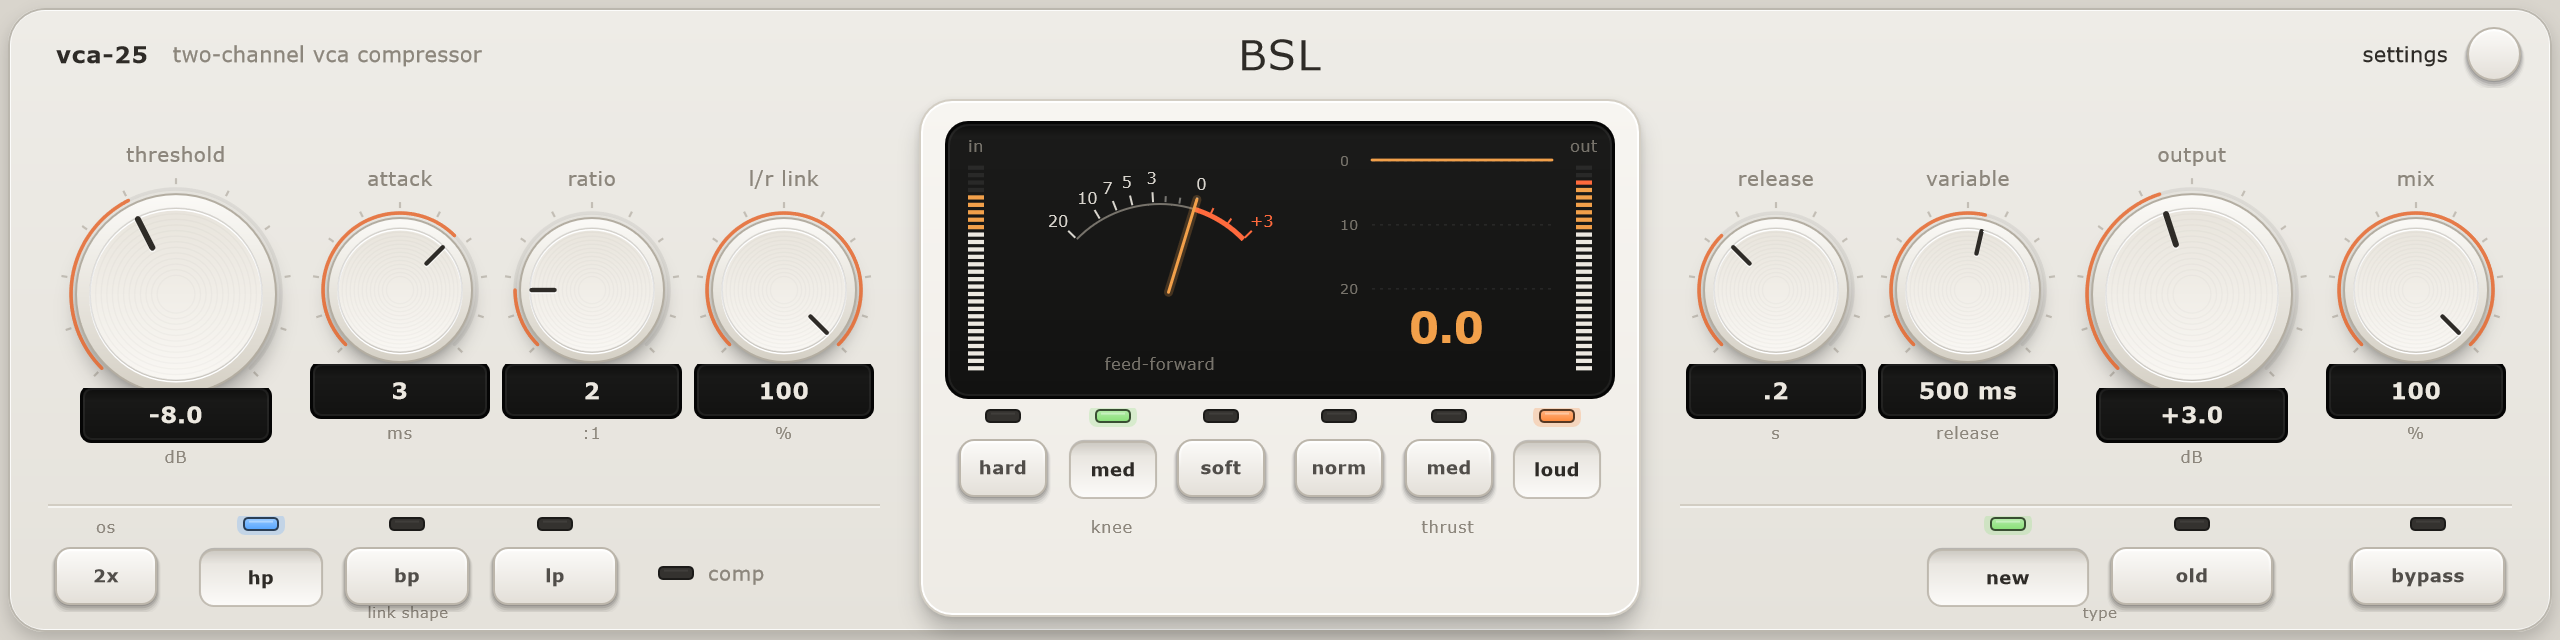 vca-25 two-channel vca compressor
BSL
settings
threshold
-8.0
dB
attack
3
ms
ratio
2
:1
l/r link
100
%
os
2x
hp
bp
lp
link shape
comp
in
20 10 7 5 3 0 +3
feed-forward
0
10
20
0.0
out
hard med soft
knee
norm med loud
thrust
release
.2
s
variable
500 ms
release
output
+3.0
dB
mix
100
%
new old
type
bypass